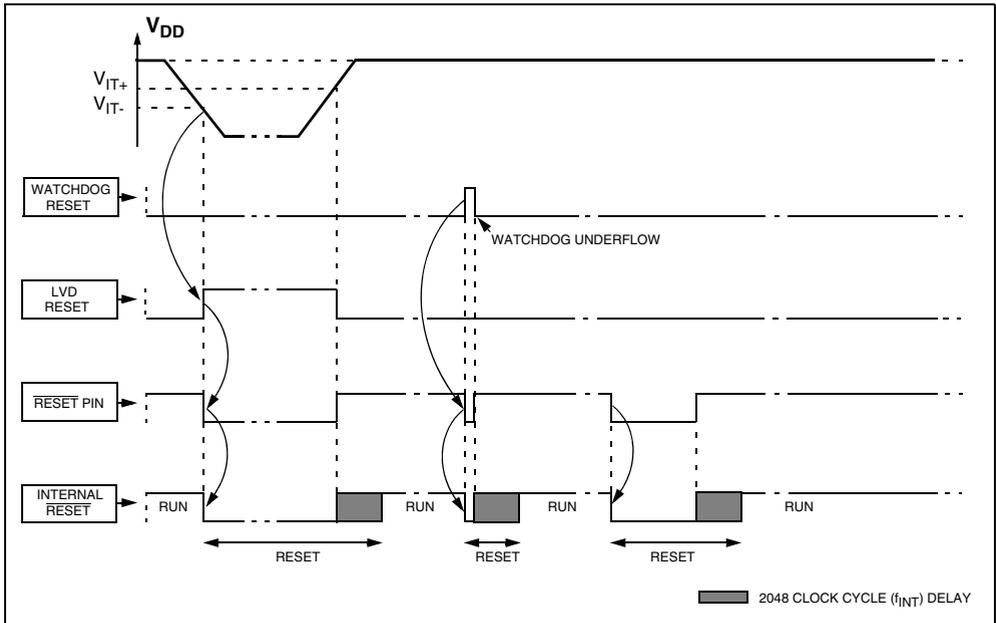 VDD
VIT+
VIT-
WATCHDOG
RESET
WATCHDOG UNDERFLOW
LVD
RESET
RESET PIN
INTERNAL
RESET
RUN
RUN
RUN
RUN
RESET
RESET
RESET
2048 CLOCK CYCLE (fINT) DELAY